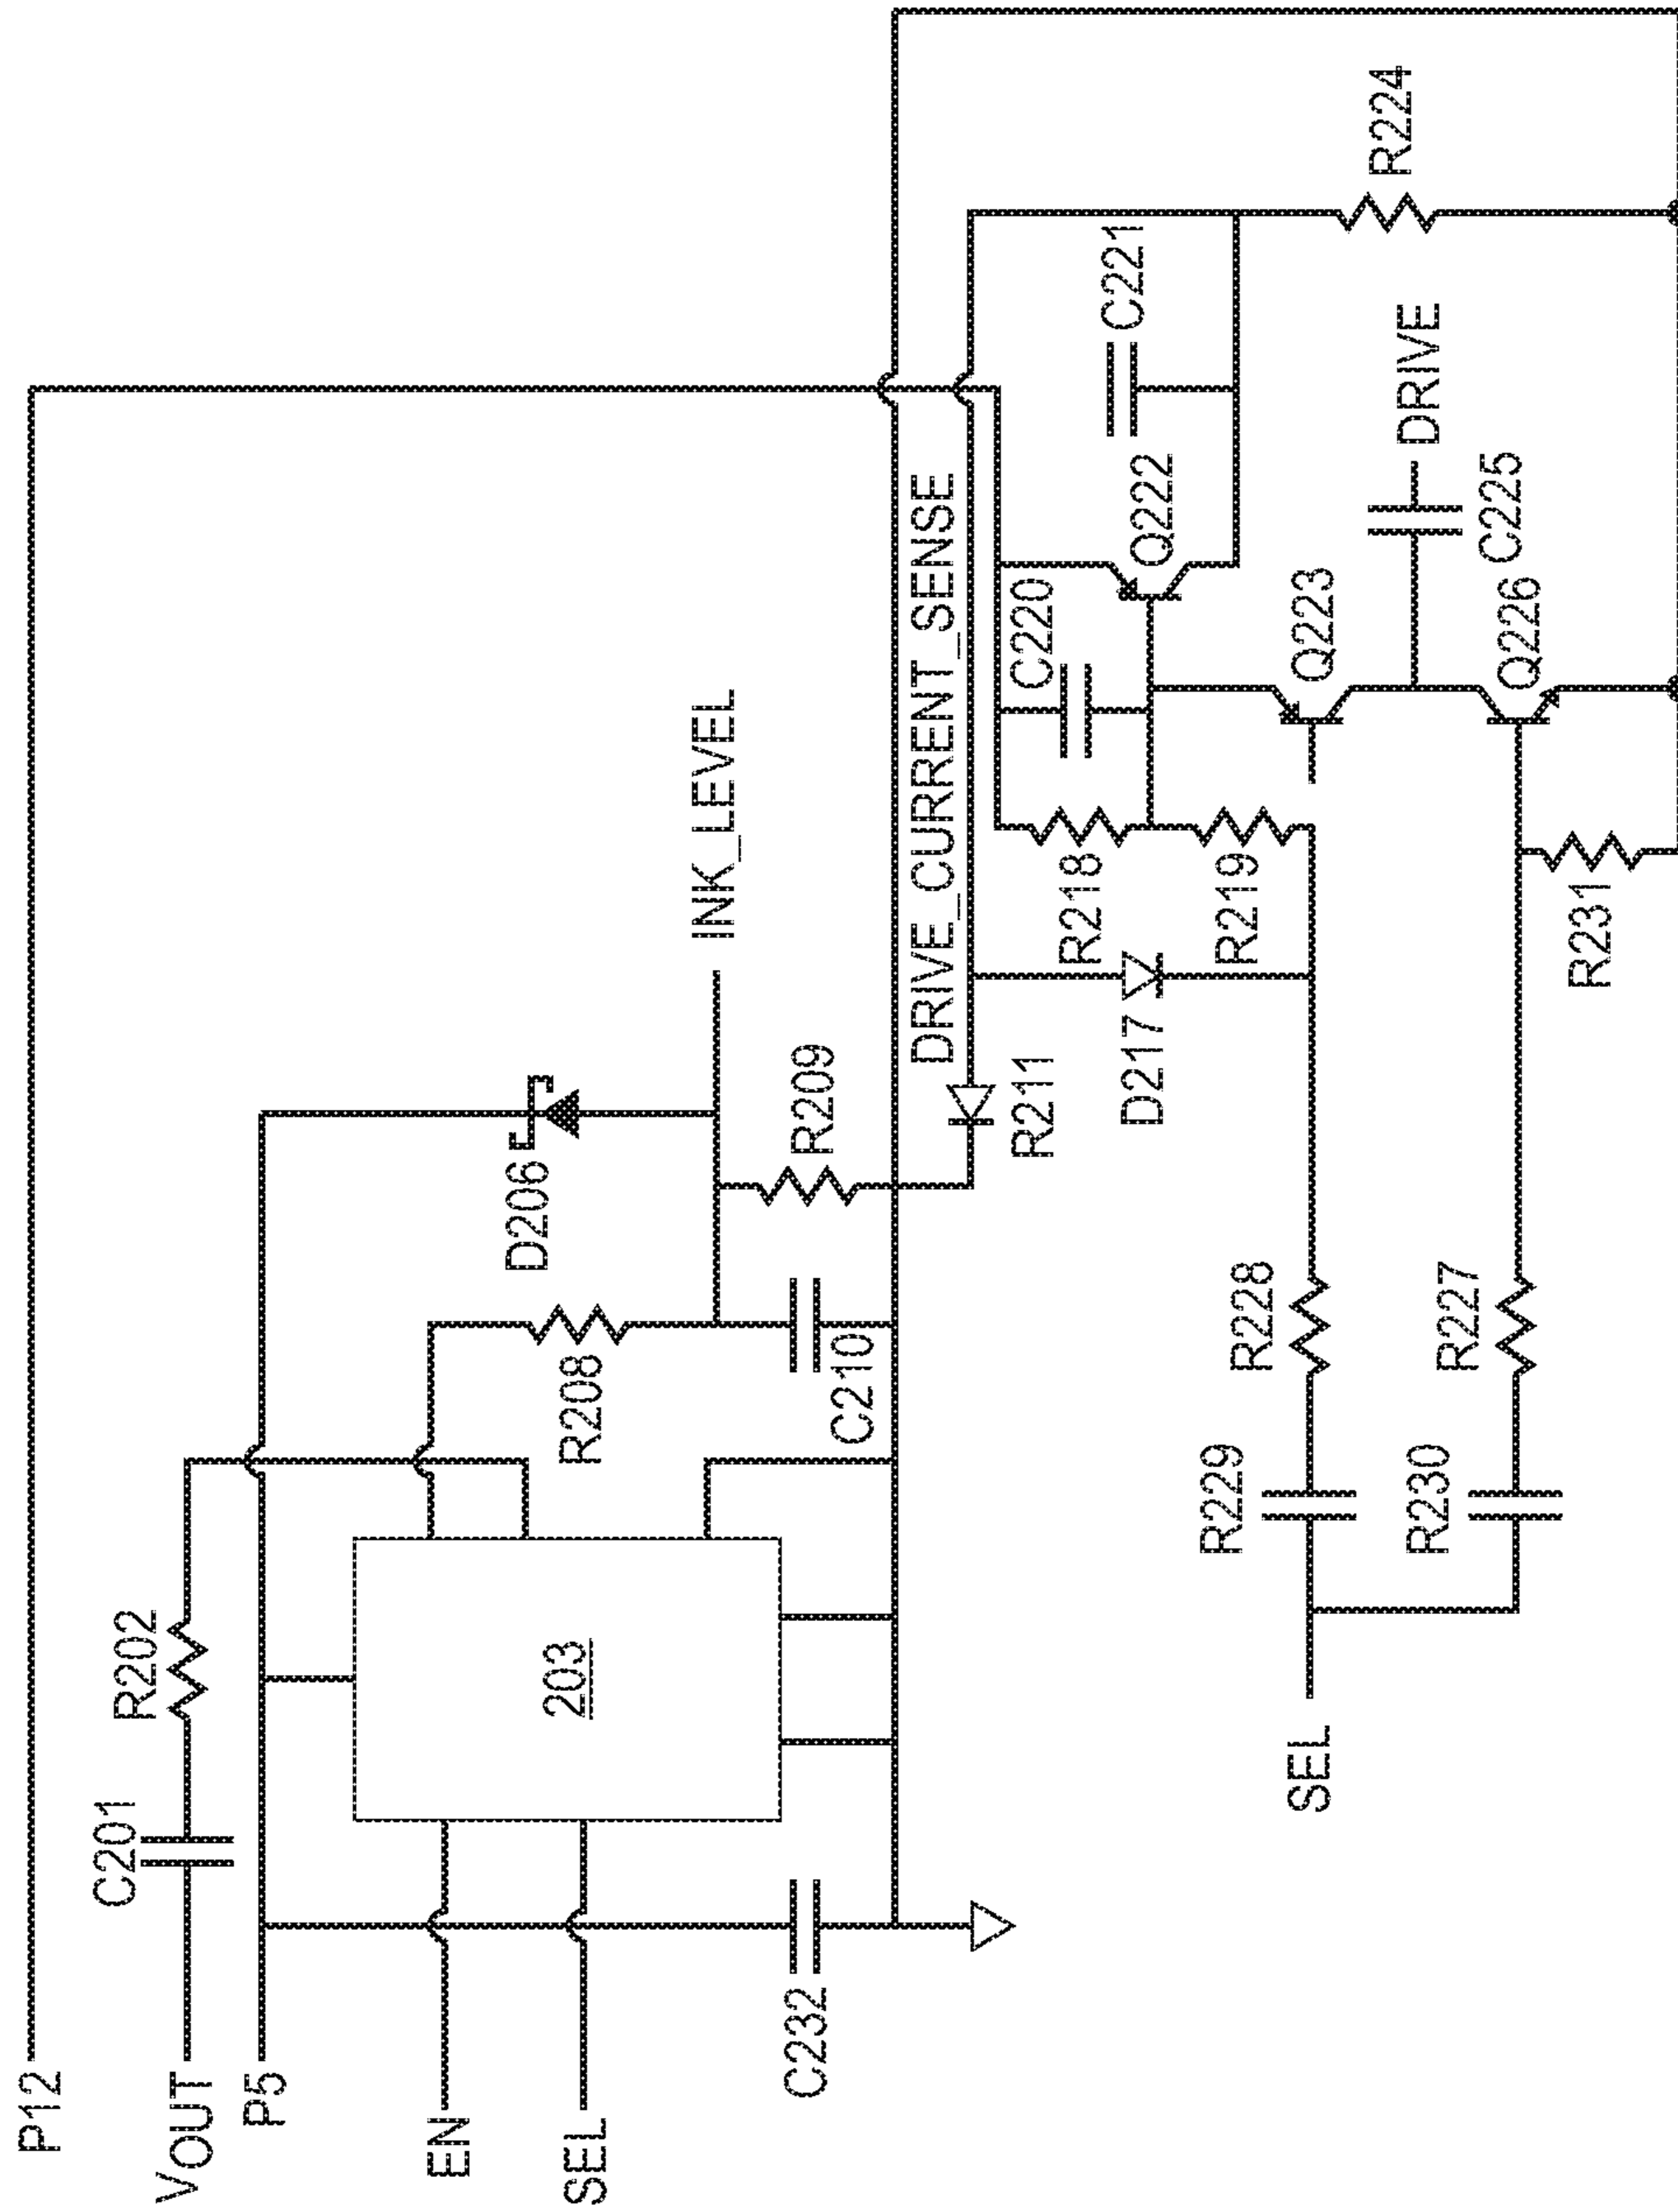 P12
VOUT
P5
EN
SEL
C201
R202
203
C232
R208
C210
D206
R209
INK_LEVEL
DRIVE_CURRENT_SENSE
R211
D217
R218
R219
C220
Q222
C221
Q223
DRIVE
C225
Q226
R224
R231
SEL
R229
R228
R230
R227